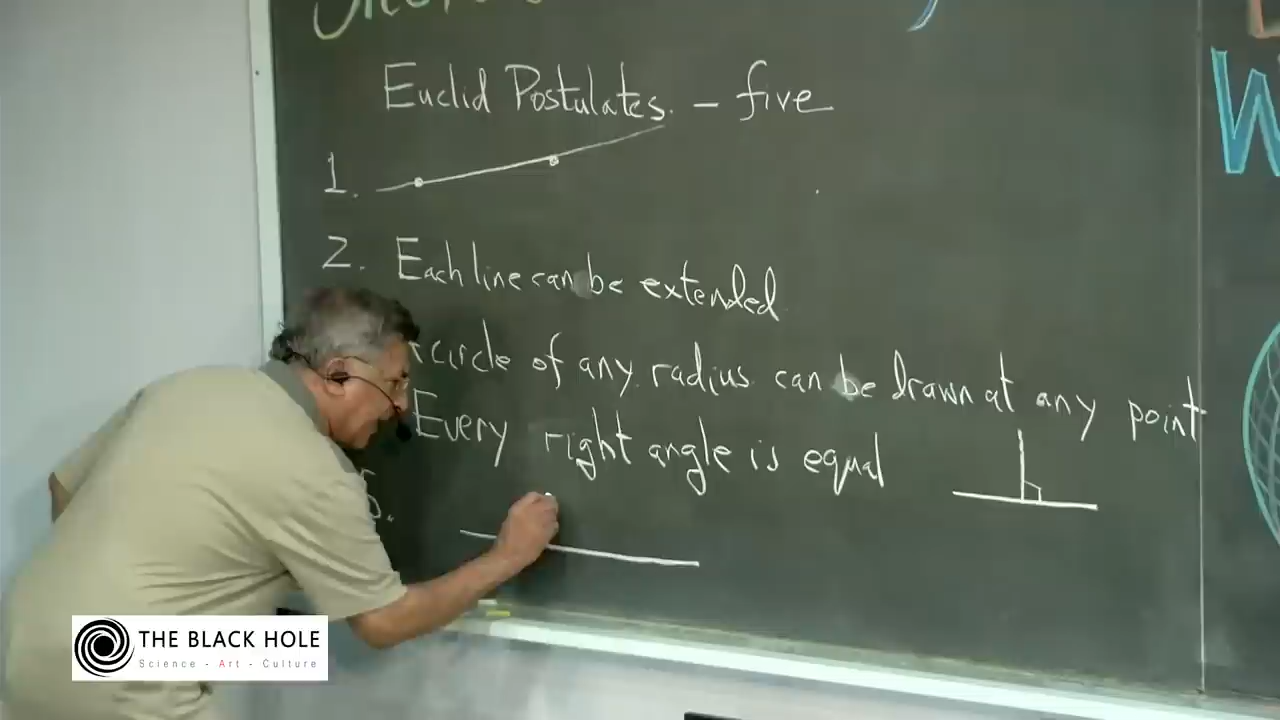 Euclid Postulates - five
1.
2. Each line can be extended
circle of any radius can be drawn at any point
Every right angle is equal
5.
W
THE BLACK HOLE
Science - Art - Culture